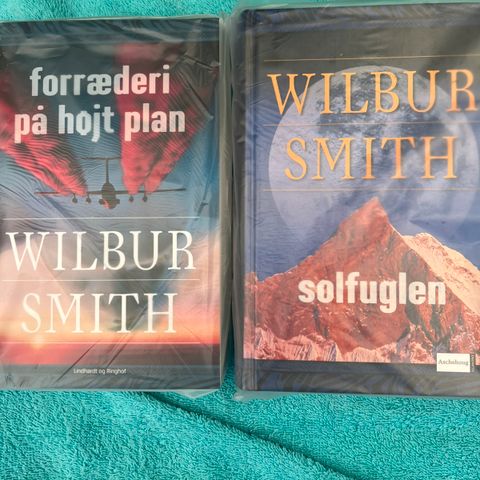 forræderi
på højt plan
WILBUR
SMITH
Lindhardt og Ringhof
WILBUR
SMITH
solfuglen
Aschehoug